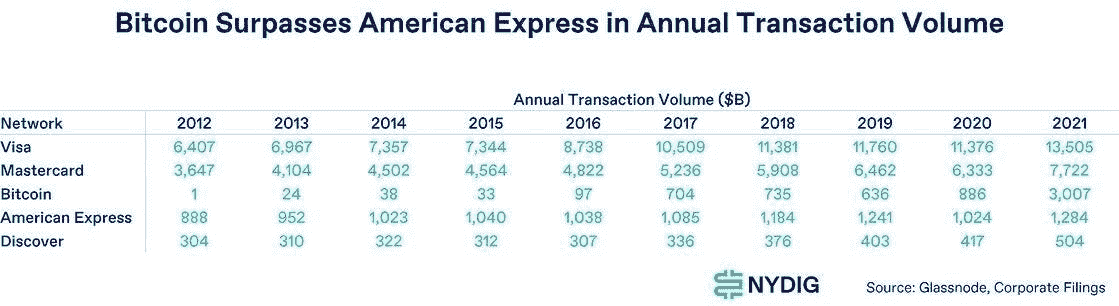 Bitcoin Surpasses American Express in Annual Transaction Volume
Annual Transaction Volume ($B)
Network 2012 2013 2014 2015 2016 2017 2018 2019 2020 2021
Visa 6,407 6,967 7,357 7,344 8,738 10,509 11,381 11,760 11,376 13,505
Mastercard 3,647 4,104 4,502 4,564 4,822 5,236 5,908 6,462 6,333 7,722
Bitcoin 1 24 38 33 97 704 735 636 886 3,007
American Express 888 952 1,023 1,040 1,038 1,085 1,184 1,241 1,024 1,284
Discover 304 310 322 312 307 336 376 403 417 504
NYDIG Source: Glassnode, Corporate Filings